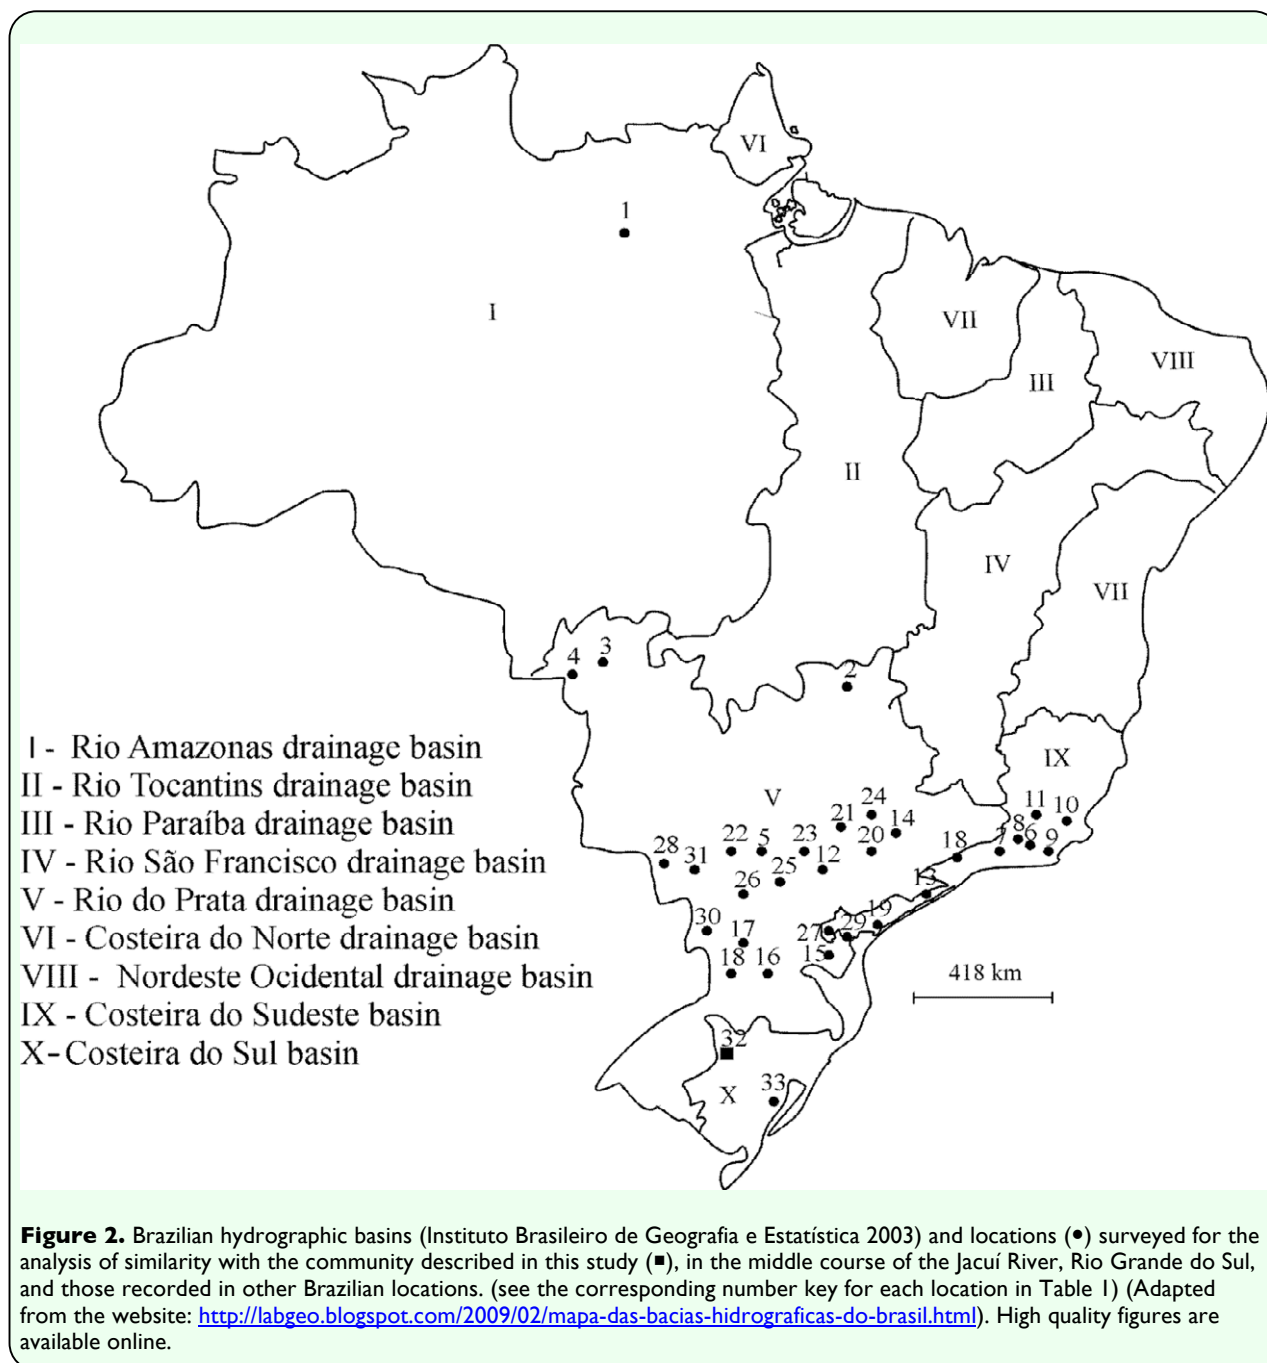 VI
1
I
VII
VIII
III
II
IV
VII
3
4
2
IX
I - Rio Amazonas drainage basin
II - Rio Tocantins drainage basin
III - Rio Paraíba drainage basin
IV - Rio São Francisco drainage basin
V - Rio do Prata drainage basin
VI - Costeira do Norte drainage basin
VIII - Nordeste Ocidental drainage basin
IX - Costeira do Sudeste basin
X- Costeira do Sul basin
V
24
11
10
21
14
8
28
22
5
23
20
18
7
6
9
31
12
25
26
13
30
17
27
29
19
18
16
15
418 km
32
X
33
Figure 2. Brazilian hydrographic basins (Instituto Brasileiro de Geografia e Estatística 2003) and locations (●) surveyed for the
analysis of similarity with the community described in this study (■), in the middle course of the Jacuí River, Rio Grande do Sul,
and those recorded in other Brazilian locations. (see the corresponding number key for each location in Table 1) (Adapted
from the website: http://labgeo.blogspot.com/2009/02/mapa-das-bacias-hidrograficas-do-brasil.html). High quality figures are
available online.